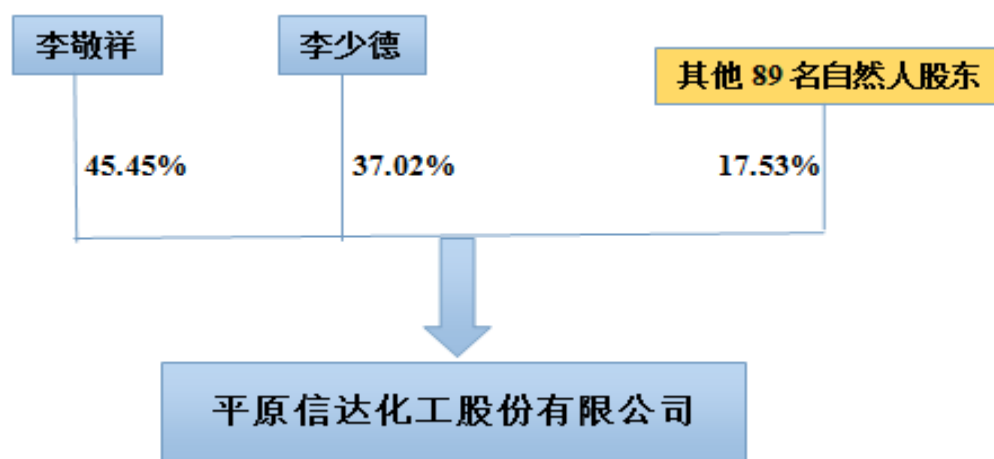 李敬祥
李少德
其他 89 名自然人股东
45.45%
37.02%
17.53%
平原信达化工股份有限公司